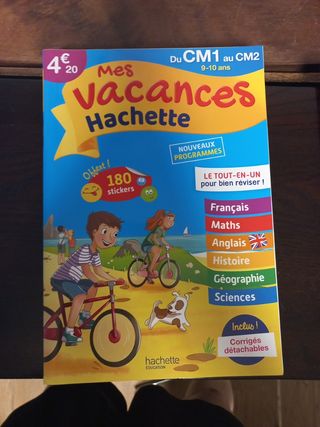 4€20
Du CM1 au CM2
9-10 ans
Mes
Vacances
Hachette
NOUVEAUX
PROGRAMMES
Offert !
180
stickers
LE TOUT-EN-UN
pour bien réviser !
Français
Maths
Anglais
Histoire
Géographie
Sciences
Inclus !
Corrigés
détachables
hachette
ÉDUCATION